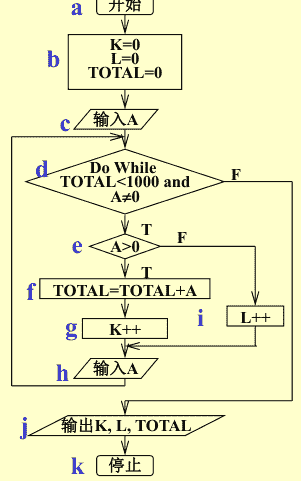 a 开始
b K=0
L=0
TOTAL=0
c 输入A
d Do While
TOTAL<1000 and
A≠0
F
T
e A>0 F
T
f TOTAL=TOTAL+A
g K++
i L++
h 输入A
j 输出K, L, TOTAL
k 停止